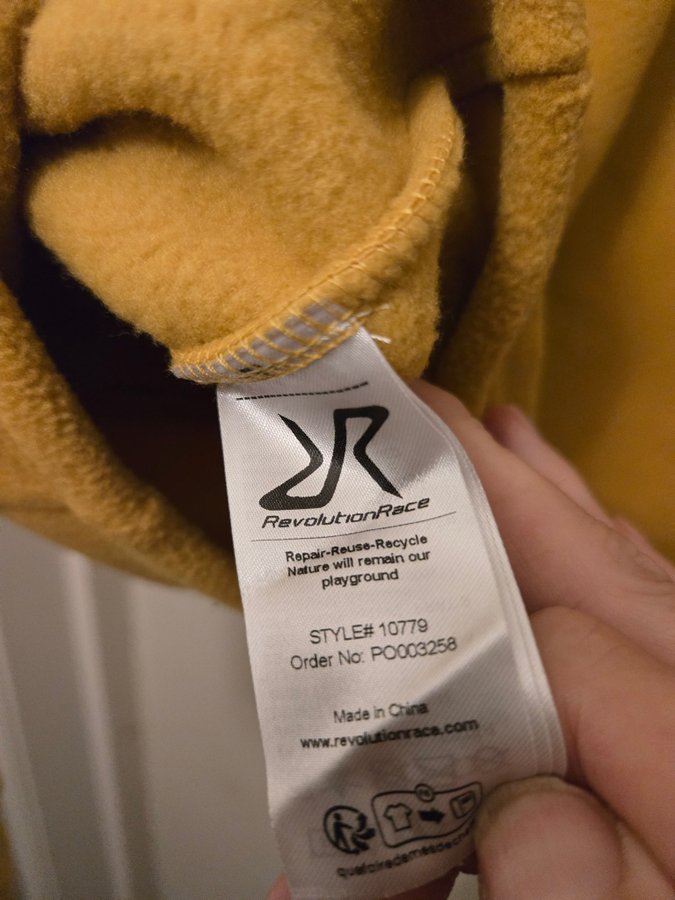 RevolutionRace
Repair-Reuse-Recycle
Nature will remain our
playground
STYLE# 10779
Order No: PO003258
Made in China
www.revolutionrace.com
FR